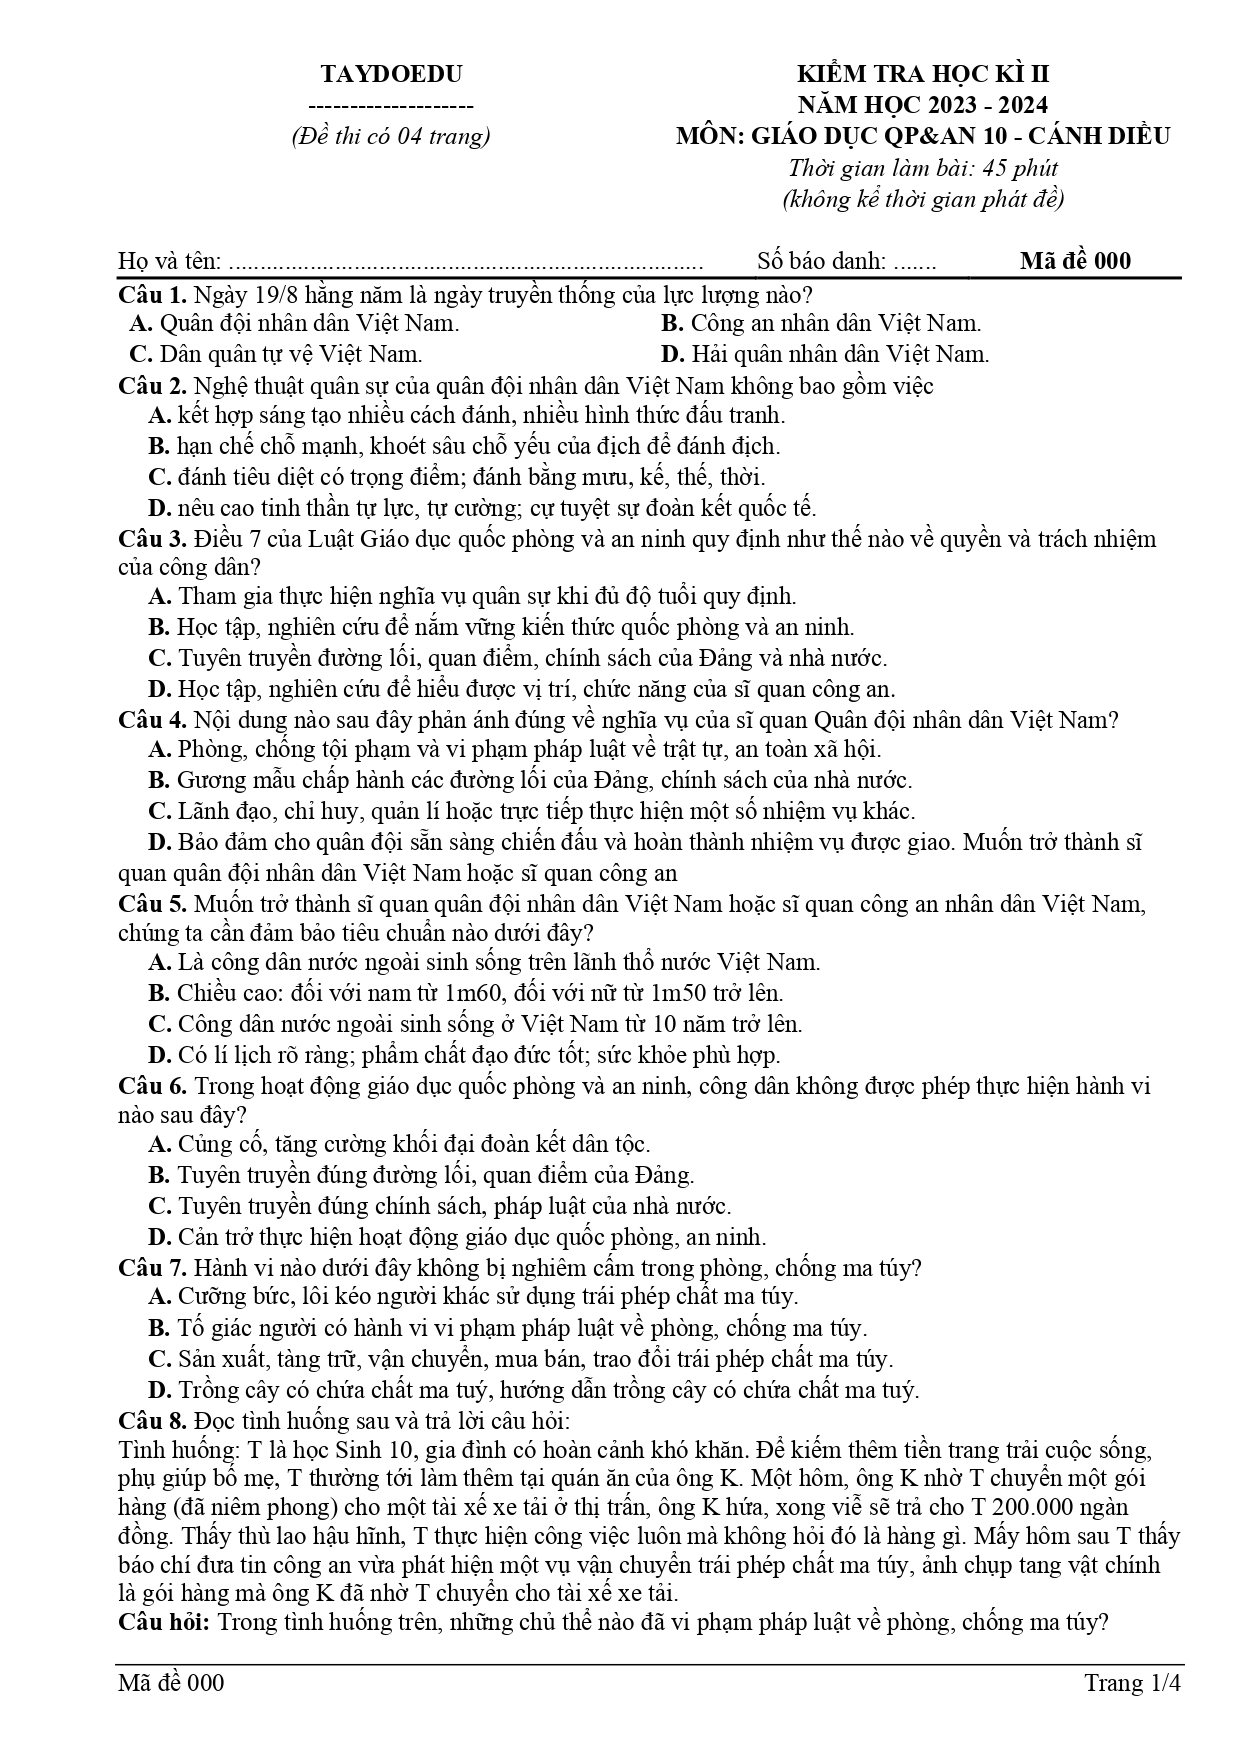 TAYDOEDU
--------------------
(Đề thi có 04 trang)
KIỂM TRA HỌC KÌ II
NĂM HỌC 2023 - 2024
MÔN: GIÁO DỤC QP&AN 10 - CÁNH DIỀU
Thời gian làm bài: 45 phút
(không kể thời gian phát đề)
Họ và tên: ............................................................................ Số báo danh: ....... Mã đề 000
Câu 1. Ngày 19/8 hằng năm là ngày truyền thống của lực lượng nào?
A. Quân đội nhân dân Việt Nam. B. Công an nhân dân Việt Nam.
C. Dân quân tự vệ Việt Nam. D. Hải quân nhân dân Việt Nam.
Câu 2. Nghệ thuật quân sự của quân đội nhân dân Việt Nam không bao gồm việc
A. kết hợp sáng tạo nhiều cách đánh, nhiều hình thức đấu tranh.
B. hạn chế chỗ mạnh, khoét sâu chỗ yếu của địch để đánh địch.
C. đánh tiêu diệt có trọng điểm; đánh bằng mưu, kế, thế, thời.
D. nêu cao tinh thần tự lực, tự cường; cự tuyệt sự đoàn kết quốc tế.
Câu 3. Điều 7 của Luật Giáo dục quốc phòng và an ninh quy định như thế nào về quyền và trách nhiệm
của công dân?
A. Tham gia thực hiện nghĩa vụ quân sự khi đủ độ tuổi quy định.
B. Học tập, nghiên cứu để nắm vững kiến thức quốc phòng và an ninh.
C. Tuyên truyền đường lối, quan điểm, chính sách của Đảng và nhà nước.
D. Học tập, nghiên cứu để hiểu được vị trí, chức năng của sĩ quan công an.
Câu 4. Nội dung nào sau đây phản ánh đúng về nghĩa vụ của sĩ quan Quân đội nhân dân Việt Nam?
A. Phòng, chống tội phạm và vi phạm pháp luật về trật tự, an toàn xã hội.
B. Gương mẫu chấp hành các đường lối của Đảng, chính sách của nhà nước.
C. Lãnh đạo, chỉ huy, quản lí hoặc trực tiếp thực hiện một số nhiệm vụ khác.
D. Bảo đảm cho quân đội sẵn sàng chiến đấu và hoàn thành nhiệm vụ được giao. Muốn trở thành sĩ
quan quân đội nhân dân Việt Nam hoặc sĩ quan công an
Câu 5. Muốn trở thành sĩ quan quân đội nhân dân Việt Nam hoặc sĩ quan công an nhân dân Việt Nam,
chúng ta cần đảm bảo tiêu chuẩn nào dưới đây?
A. Là công dân nước ngoài sinh sống trên lãnh thổ nước Việt Nam.
B. Chiều cao: đối với nam từ 1m60, đối với nữ từ 1m50 trở lên.
C. Công dân nước ngoài sinh sống ở Việt Nam từ 10 năm trở lên.
D. Có lí lịch rõ ràng; phẩm chất đạo đức tốt; sức khỏe phù hợp.
Câu 6. Trong hoạt động giáo dục quốc phòng và an ninh, công dân không được phép thực hiện hành vi
nào sau đây?
A. Củng cố, tăng cường khối đại đoàn kết dân tộc.
B. Tuyên truyền đúng đường lối, quan điểm của Đảng.
C. Tuyên truyền đúng chính sách, pháp luật của nhà nước.
D. Cản trở thực hiện hoạt động giáo dục quốc phòng, an ninh.
Câu 7. Hành vi nào dưới đây không bị nghiêm cấm trong phòng, chống ma túy?
A. Cưỡng bức, lôi kéo người khác sử dụng trái phép chất ma túy.
B. Tố giác người có hành vi vi phạm pháp luật về phòng, chống ma túy.
C. Sản xuất, tàng trữ, vận chuyển, mua bán, trao đổi trái phép chất ma túy.
D. Trồng cây có chứa chất ma tuý, hướng dẫn trồng cây có chứa chất ma tuý.
Câu 8. Đọc tình huống sau và trả lời câu hỏi:
Tình huống: T là học Sinh 10, gia đình có hoàn cảnh khó khăn. Để kiếm thêm tiền trang trải cuộc sống,
phụ giúp bố mẹ, T thường tới làm thêm tại quán ăn của ông K. Một hôm, ông K nhờ T chuyển một gói
hàng (đã niêm phong) cho một tài xế xe tải ở thị trấn, ông K hứa, xong viễ sẽ trả cho T 200.000 ngàn
đồng. Thấy thù lao hậu hĩnh, T thực hiện công việc luôn mà không hỏi đó là hàng gì. Mấy hôm sau T thấy
báo chí đưa tin công an vừa phát hiện một vụ vận chuyển trái phép chất ma túy, ảnh chụp tang vật chính
là gói hàng mà ông K đã nhờ T chuyển cho tài xế xe tải.
Câu hỏi: Trong tình huống trên, những chủ thể nào đã vi phạm pháp luật về phòng, chống ma túy?
Mã đề 000 Trang 1/4